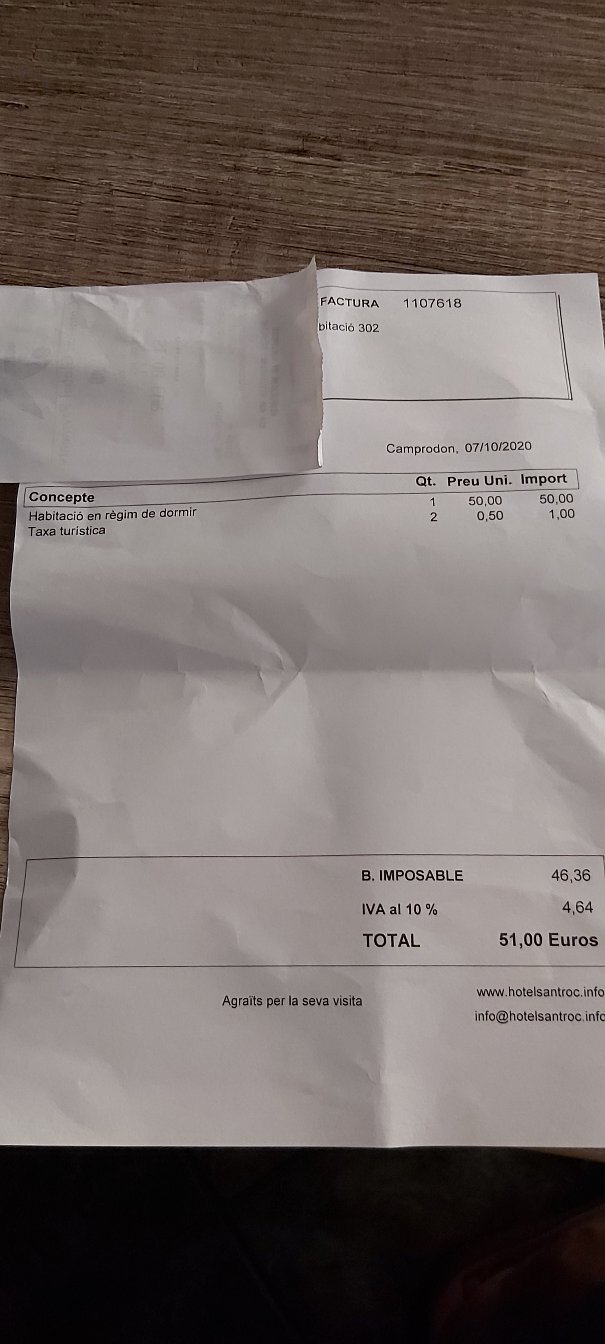 FACTURA 1107618
bitació 302
Camprodon, 07/10/2020
Concepte Qt. Preu Uni. Import
Habitació en règim de dormir 1 50,00 50,00
Taxa turística 2 0,50 1,00
B. IMPOSABLE 46,36
IVA al 10 % 4,64
TOTAL 51,00 Euros
Agraïts per la seva visita
www.hotelsantroc.info
info@hotelsantroc.info